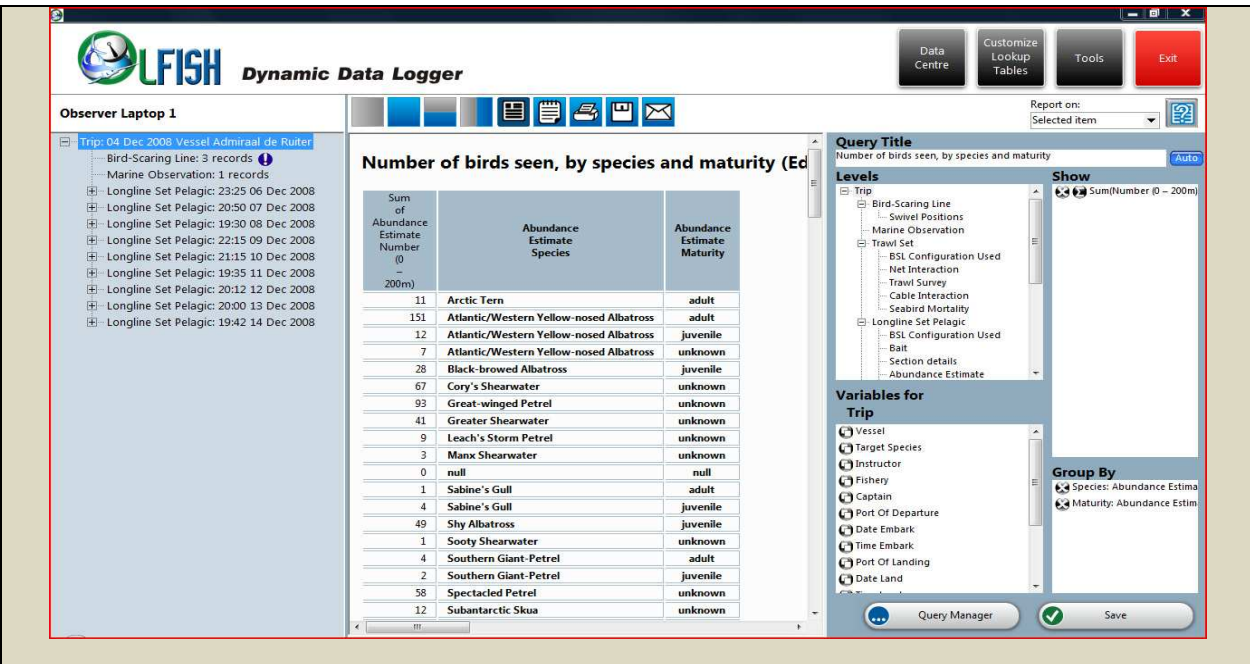 OLFISH Dynamic Data Logger
Data Centre
Customize Lookup Tables
Tools
Exit
Observer Laptop 1
Report on:
Selected item
Trip: 04 Dec 2008 Vessel Admiraal de Ruiter
Bird-Scaring Line: 3 records
Marine Observation: 1 records
Longline Set Pelagic: 23:25 06 Dec 2008
Longline Set Pelagic: 20:50 07 Dec 2008
Longline Set Pelagic: 19:30 08 Dec 2008
Longline Set Pelagic: 22:15 09 Dec 2008
Longline Set Pelagic: 21:15 10 Dec 2008
Longline Set Pelagic: 19:35 11 Dec 2008
Longline Set Pelagic: 20:12 12 Dec 2008
Longline Set Pelagic: 20:00 13 Dec 2008
Longline Set Pelagic: 19:42 14 Dec 2008
Number of birds seen, by species and maturity (Ed
Sum of Abundance Estimate Number (0 – 200m)
Abundance Estimate Species
Abundance Estimate Maturity
11 Arctic Tern adult
151 Atlantic/Western Yellow-nosed Albatross adult
12 Atlantic/Western Yellow-nosed Albatross juvenile
7 Atlantic/Western Yellow-nosed Albatross unknown
28 Black-browed Albatross juvenile
67 Cory's Shearwater unknown
93 Great-winged Petrel unknown
41 Greater Shearwater unknown
9 Leach's Storm Petrel unknown
3 Manx Shearwater unknown
0 null null
1 Sabine's Gull adult
4 Sabine's Gull juvenile
49 Shy Albatross juvenile
1 Sooty Shearwater unknown
4 Southern Giant-Petrel adult
2 Southern Giant-Petrel juvenile
58 Spectacled Petrel unknown
12 Subantarctic Skua unknown
Query Title
Number of birds seen, by species and maturity
Auto
Levels
Trip
Bird-Scaring Line
Swivel Positions
Marine Observation
Trawl Set
BSL Configuration Used
Net Interaction
Trawl Survey
Cable Interaction
Seabird Mortality
Longline Set Pelagic
BSL Configuration Used
Bait
Section details
Abundance Estimate
Show
Sum(Number (0 – 200m)
Variables for
Trip
Vessel
Target Species
Instructor
Fishery
Captain
Port Of Departure
Date Embark
Time Embark
Port Of Landing
Date Land
Group By
Species: Abundance Estima
Maturity: Abundance Estim
Query Manager
Save